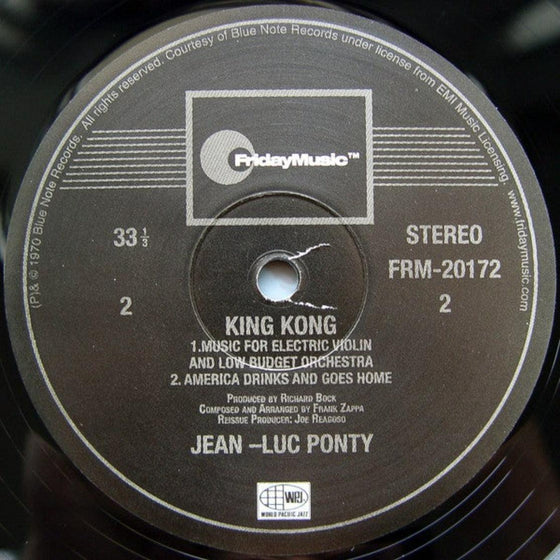 (P)& © 1970 Blue Note Records. All rights reserved. Courtesy of Blue Note Records under license from EMI Music Licensing.
www.fridaymusic.com
FridayMusic™
33 1/3
STEREO
FRM-20172
2
2
KING KONG
1.MUSIC FOR ELECTRIC VIOLIN
AND LOW BUDGET ORCHESTRA
2. AMERICA DRINKS AND GOES HOME
PRODUCED BY RICHARD BOCK
COMPOSED AND ARRANGED BY FRANK ZAPPA
REISSUE PRODUCER: JOE REAGOSO
JEAN –LUC PONTY
WPJ
WORLD PACIFIC JAZZ